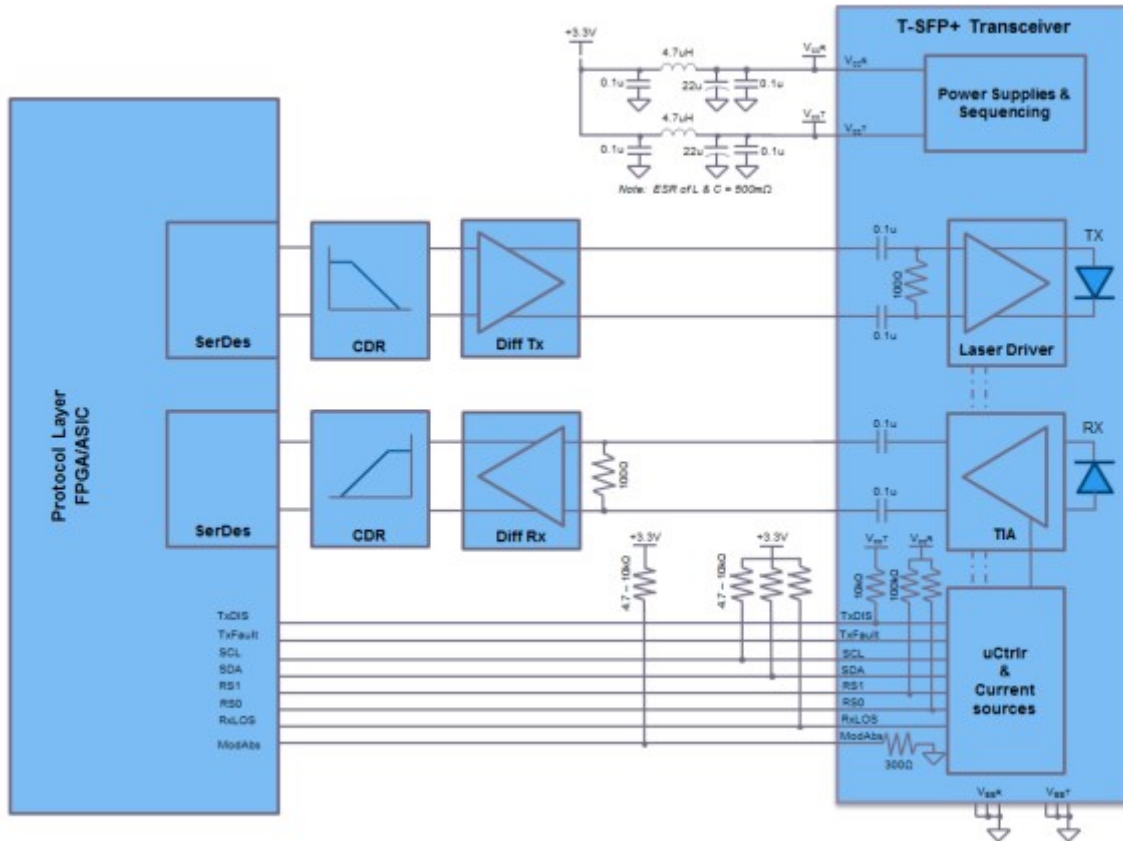 T-SFP+ Transceiver
+3.3V
4.7uH
0.1u
22u
0.1u
4.7uH
0.1u
22u
0.1u
Note: ESR of L & C = 500mΩ
Power Supplies &
Sequencing
Protocol Layer
FPGA/ASIC
SerDes
CDR
Diff Tx
0.1u
0.1u
100Ω
Laser Driver
TX
SerDes
CDR
Diff Rx
100Ω
0.1u
0.1u
TIA
RX
+3.3V
4.7 – 10kΩ
+3.3V
4.7 – 10kΩ
10kΩ
100kΩ
TxDIS
TxFault
SCL
SDA
RS1
RS0
RxLOS
ModAbs
TxDIS
TxFault
SCL
SDA
RS1
RS0
RxLOS
ModAbs
300Ω
uCtrlr
&
Current
sources